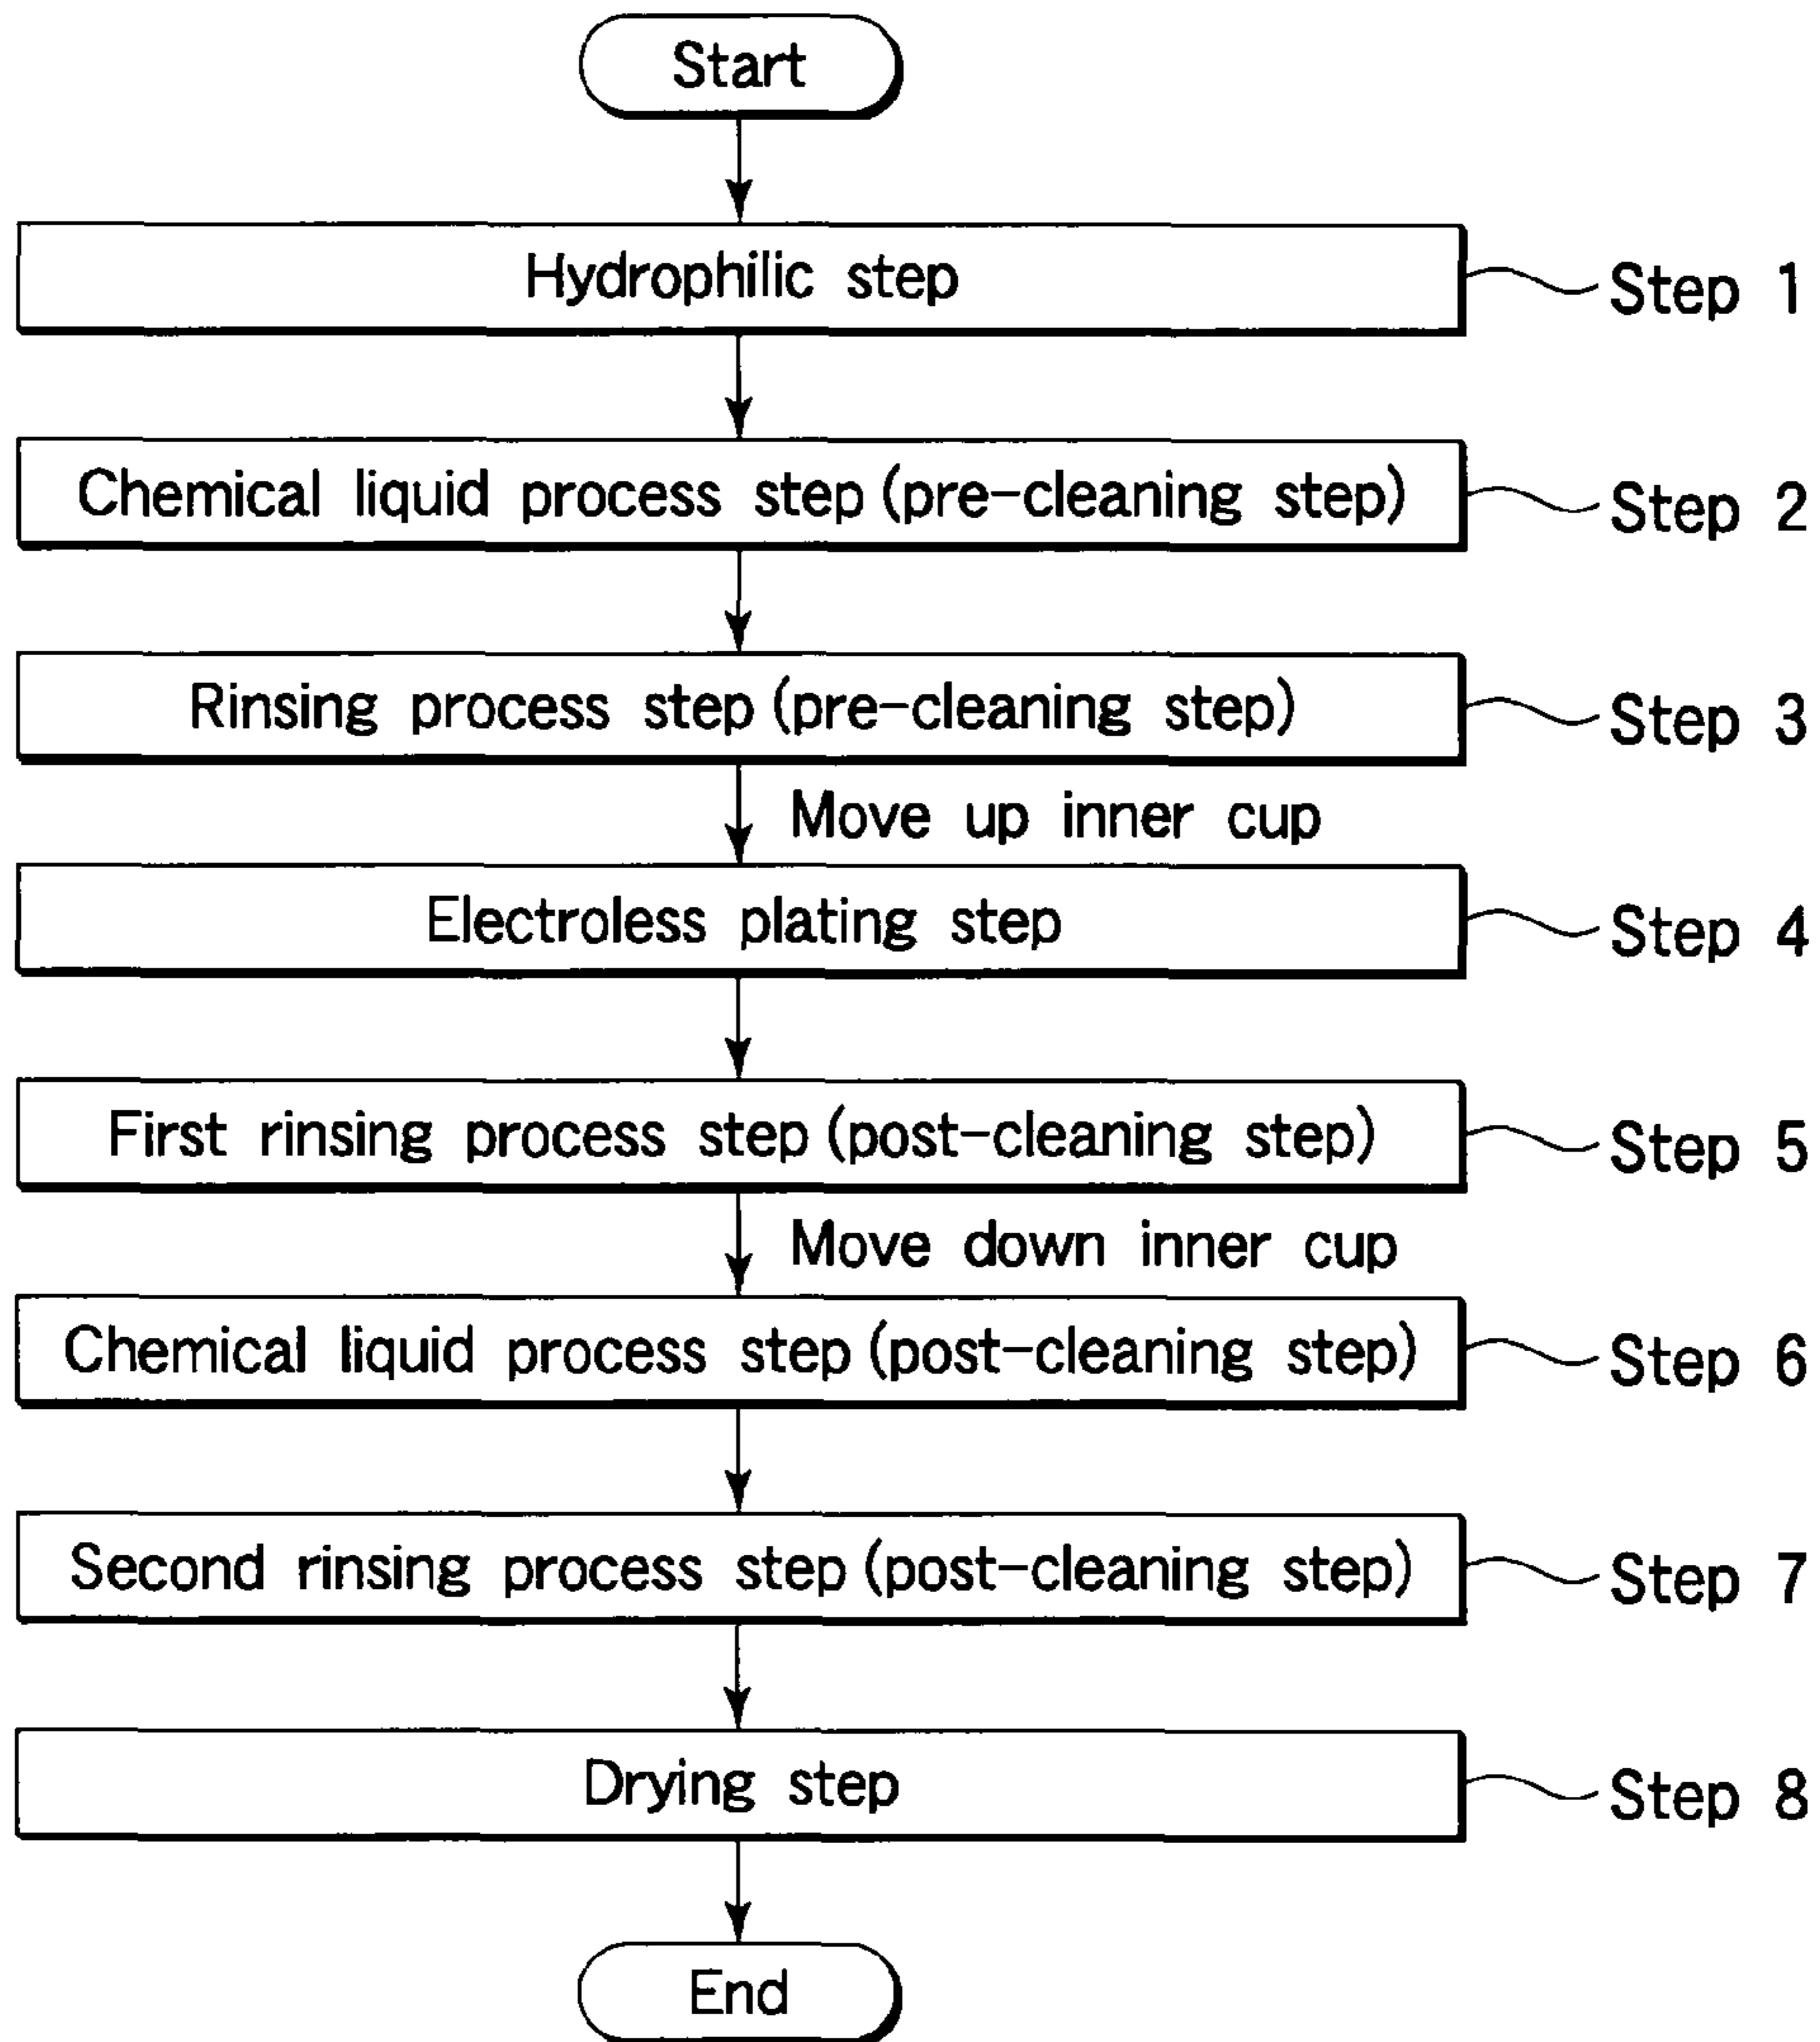 Start
Hydrophilic step
Step 1
Chemical liquid process step (pre-cleaning step)
Step 2
Rinsing process step (pre-cleaning step)
Step 3
Move up inner cup
Electroless plating step
Step 4
First rinsing process step (post-cleaning step)
Step 5
Move down inner cup
Chemical liquid process step (post-cleaning step)
Step 6
Second rinsing process step (post-cleaning step)
Step 7
Drying step
Step 8
End